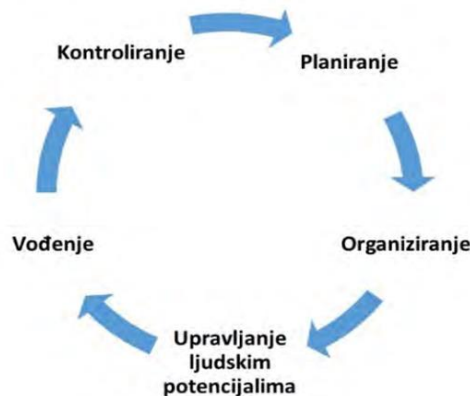 Kontroliranje
Planiranje
Organiziranje
Upravljanje
ljudskim
potencijalima
Vođenje